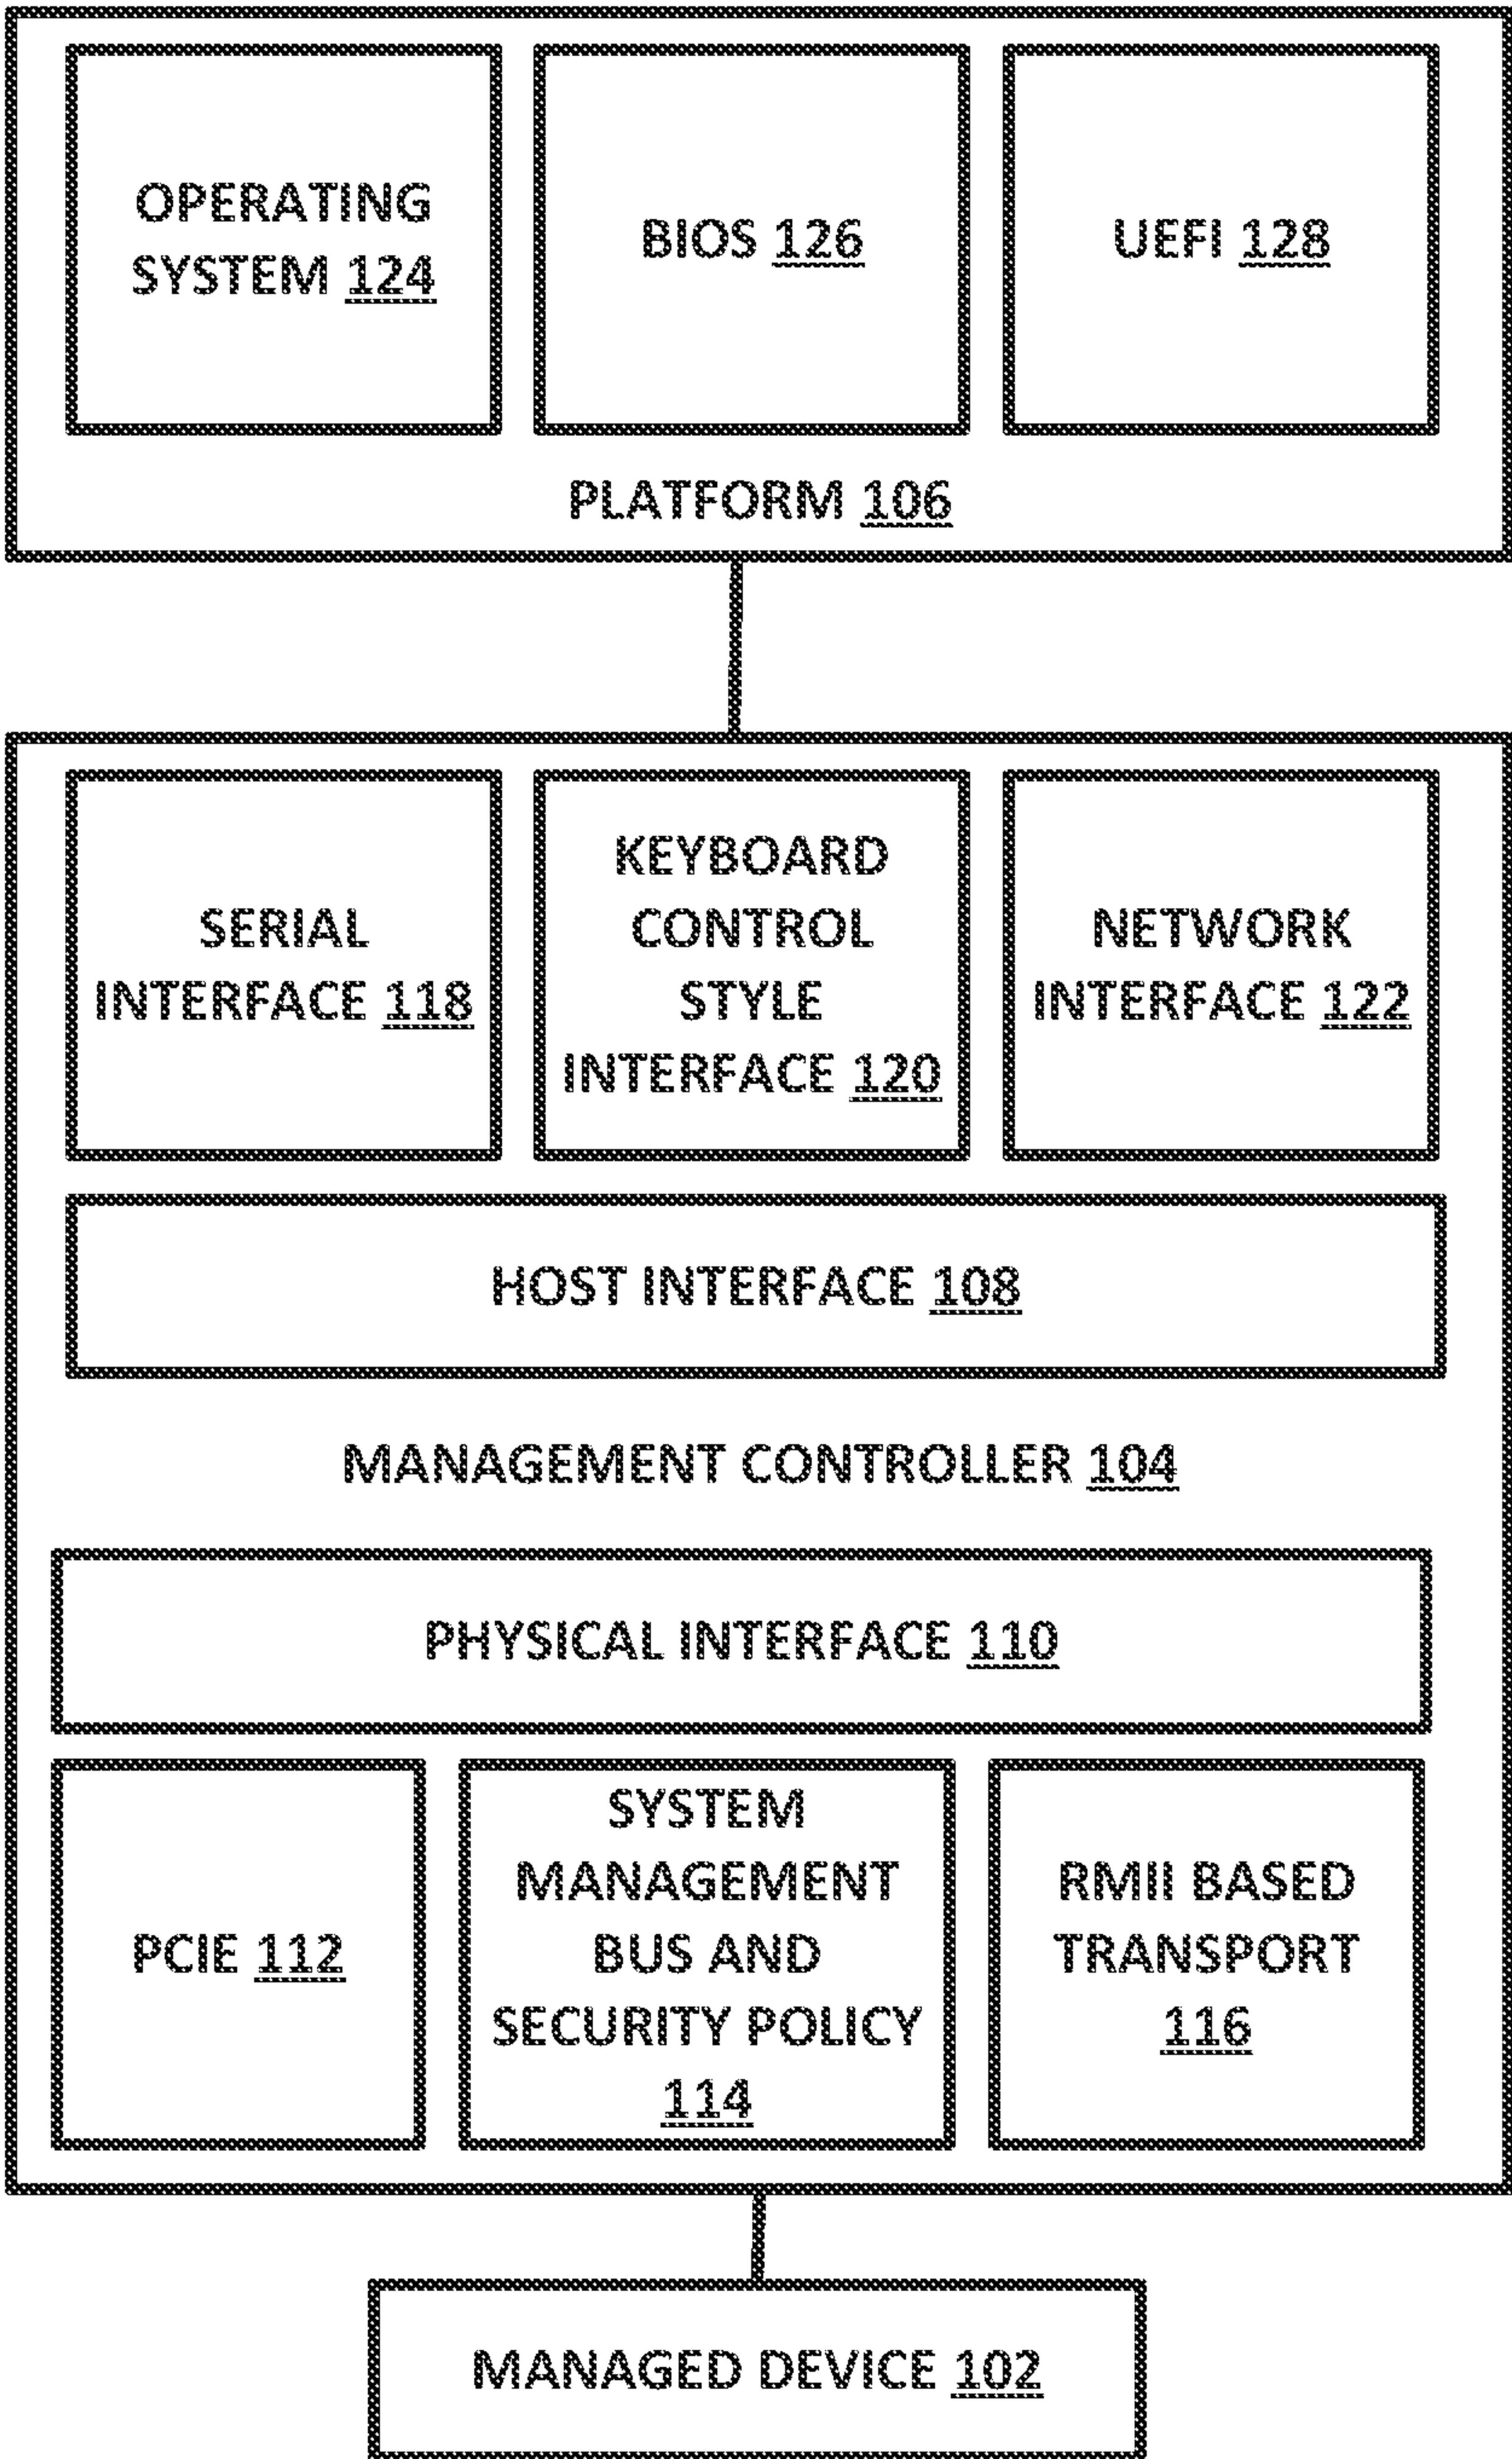 OPERATING
SYSTEM 124
BIOS 126
UEFI 128
PLATFORM 106
SERIAL
INTERFACE 118
KEYBOARD
CONTROL
STYLE
INTERFACE 120
NETWORK
INTERFACE 122
HOST INTERFACE 108
MANAGEMENT CONTROLLER 104
PHYSICAL INTERFACE 110
PCIE 112
SYSTEM
MANAGEMENT
BUS AND
SECURITY POLICY
114
RMII BASED
TRANSPORT
116
MANAGED DEVICE 102